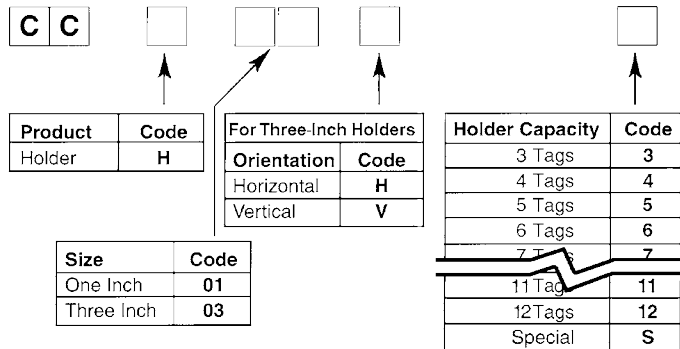 C C
Product Code
Holder H
For Three-Inch Holders
Orientation Code
Horizontal H
Vertical V
Size Code
One Inch 01
Three Inch 03
Holder Capacity Code
3 Tags 3
4 Tags 4
5 Tags 5
6 Tags 6
7 Tags 7
11 Tags 11
12Tags 12
Special S